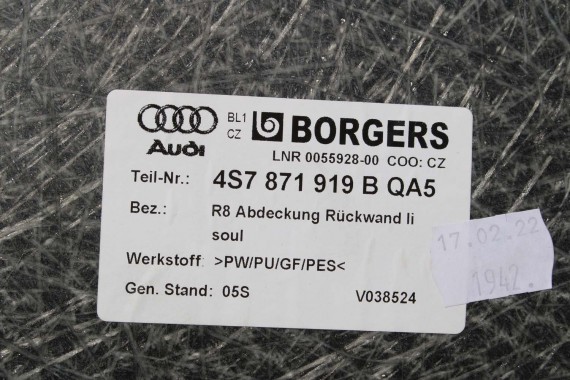 BL1 BORGERS
CZ
Audi
LNR 0055928-00 COO: CZ
Teil-Nr.: 4S7 871 919 B QA5
Bez.: R8 Abdeckung Rückwand li
soul
Werkstoff: >PW/PU/GF/PES<
Gen. Stand: 05S V038524
17.02.22
1942.